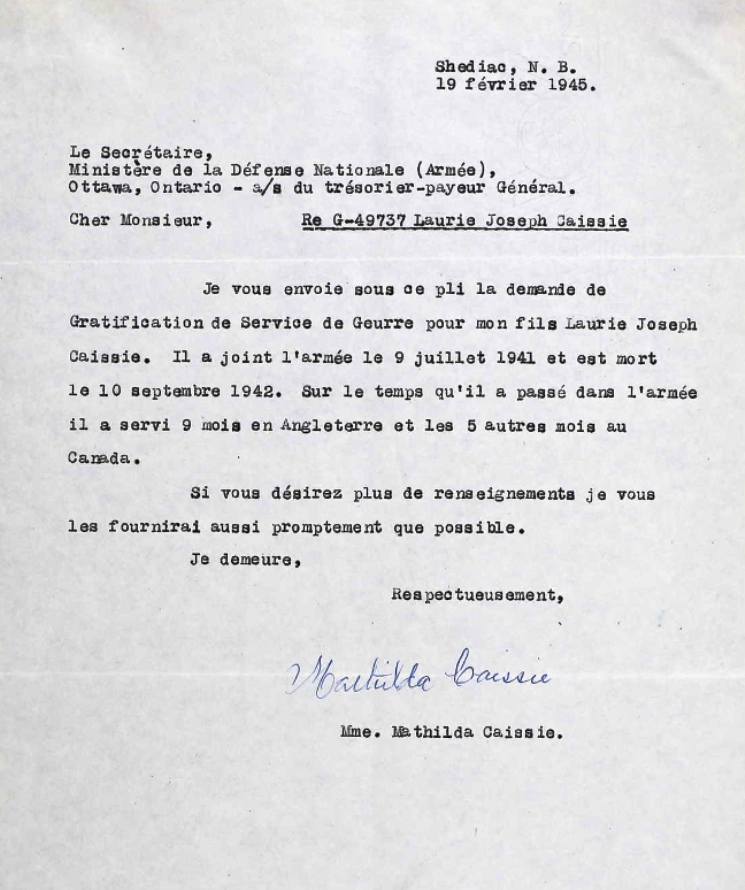 Shediac, N. B.
19 février 1945.
Le Secrétaire,
Ministère de la Défense Nationale (Armée),
Ottawa, Ontario - a/s du trésorier-payeur Général.
Cher Monsieur, Re G-49737 Laurie Joseph Caissie
Je vous envoie sous ce pli la demande de
Gratification de Service de Geurre pour mon fils Laurie Joseph
Caissie. Il a joint l'armée le 9 juillet 1941 et est mort
le 10 septembre 1942. Sur le temps qu'il a passé dans l'armée
il a servi 9 mois en Angleterre et les 5 autres mois au
Canada.
Si vous désirez plus de renseignements je vous
les fournirai aussi promptement que possible.
Je demeure,
Respectueusement,
Mathilda Caissie
Mme. Mathilda Caissie.